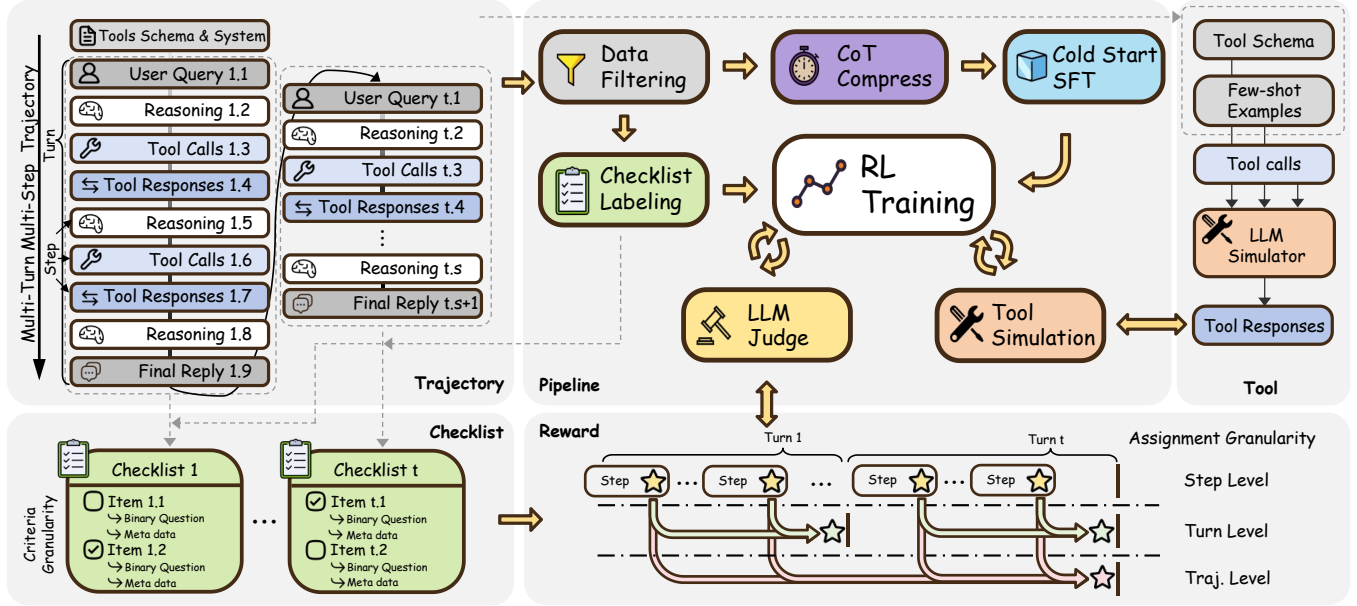 Multi-Turn Multi-Step Trajectory
Turn
Step
Tools Schema & System
User Query 1.1
Reasoning 1.2
Tool Calls 1.3
Tool Responses 1.4
Reasoning 1.5
Tool Calls 1.6
Tool Responses 1.7
Reasoning 1.8
Final Reply 1.9
User Query t.1
Reasoning t.2
Tool Calls t.3
Tool Responses t.4
⋮
Reasoning t.s
Final Reply t.s+1
Trajectory
Data
Filtering
CoT
Compress
Cold Start
SFT
Checklist
Labeling
RL
Training
LLM
Judge
Tool
Simulation
Pipeline
Tool Schema
Few-shot
Examples
Tool calls
LLM
Simulator
Tool Responses
Tool
Checklist
Criteria
Granularity
Checklist 1
Item 1.1
Binary Question
Meta data
Item 1.2
Binary Question
Meta data
...
Checklist t
Item t.1
Binary Question
Meta data
Item t.2
Binary Question
Meta data
Reward
Turn 1
Turn t
Assignment Granularity
Step ... Step ... Step ... Step
Step Level
Turn Level
Traj. Level